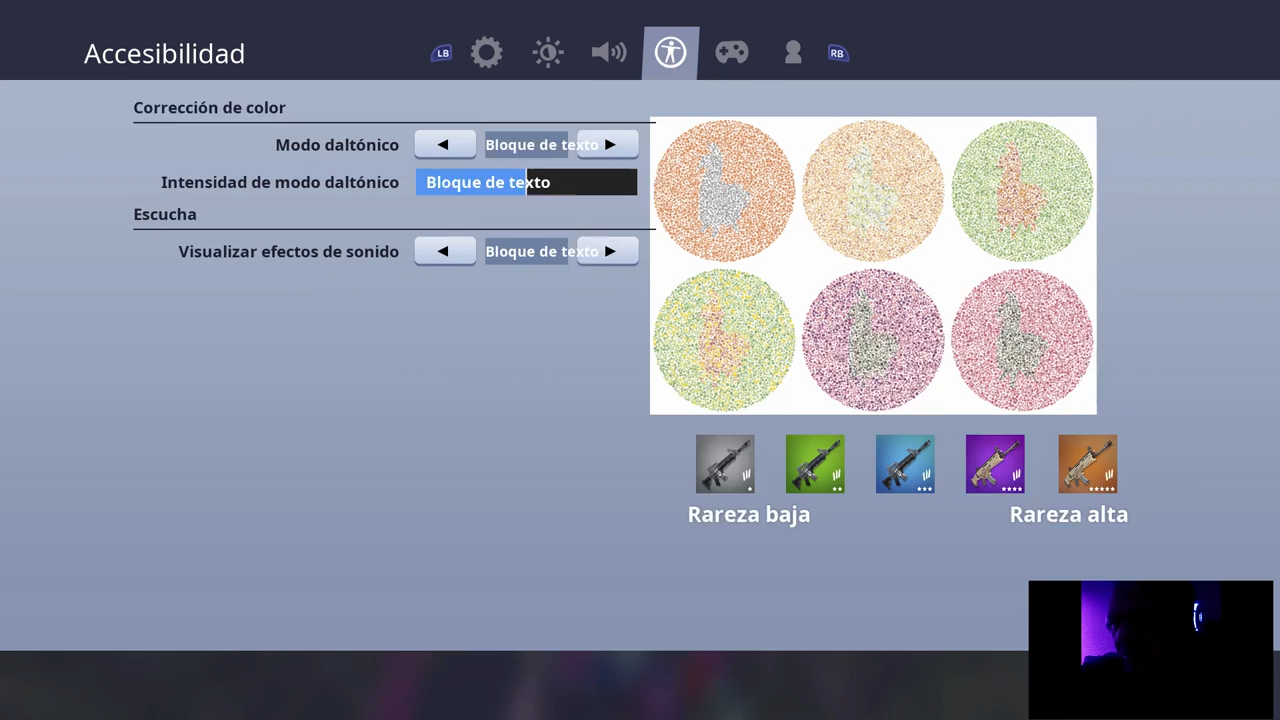 Accesibilidad
LB
RB
Corrección de color
Modo daltónico
Bloque de texto
Intensidad de modo daltónico
Bloque de texto
Escucha
Visualizar efectos de sonido
Bloque de texto
Rareza baja
Rareza alta